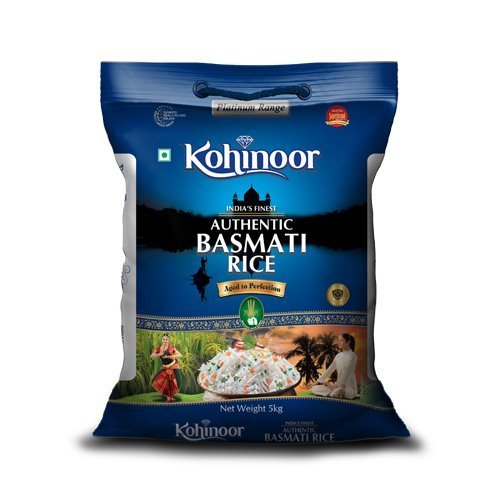 Platinum Range
Kohinoor
INDIA'S FINEST
AUTHENTIC
BASMATI
RICE
Aged to Perfection
Net Weight 5kg
Kohinoor
INDIA'S FINEST
AUTHENTIC
BASMATI RICE